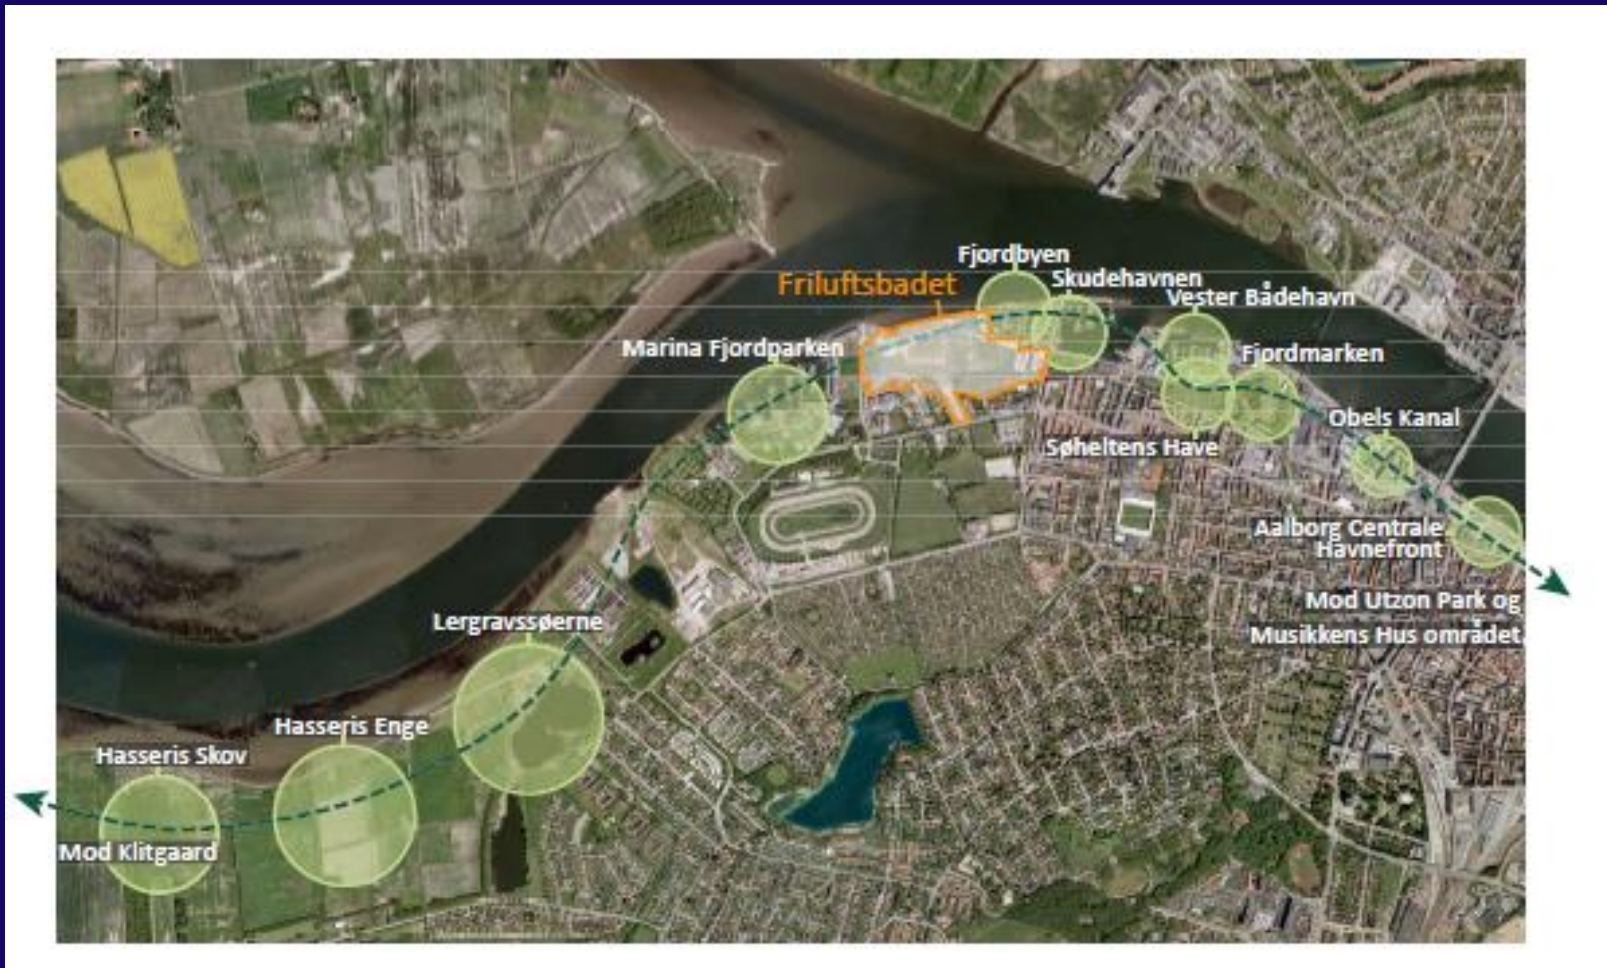 Fjordbyen
Friluftsbadet
Skudehavnen
Vester Bådehavn
Marina Fjordparken
Fjordmarken
Obels Kanal
Søheltens Have
Aalborg Centrale
Havnefront
Mod Utzon Park og
Musikkens Hus området
Lergravssøerne
Hasseris Enge
Hasseris Skov
Mod Klitgaard